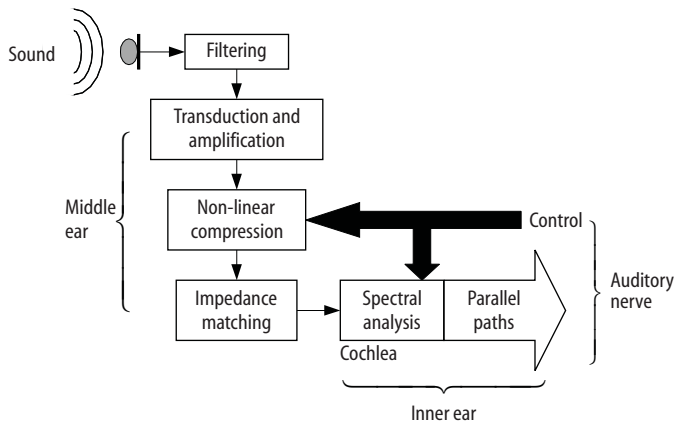 Sound
Filtering
Transduction and
amplification
Middle
ear
Non-linear
compression
Control
Impedance
matching
Spectral
analysis
Parallel
paths
Auditory
nerve
Cochlea
Inner ear